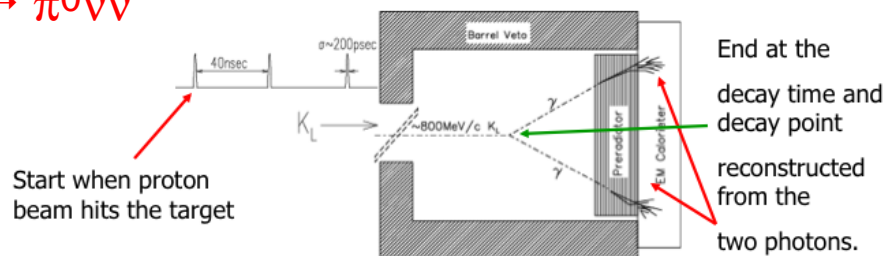 → π⁰νν
40nsec
σ~200psec
Barrel Veto
K_L
~800MeV/c K_L
γ
γ
Preradiator
EM Calorimeter
Start when proton
beam hits the target
End at the
decay time and
decay point
reconstructed
from the
two photons.